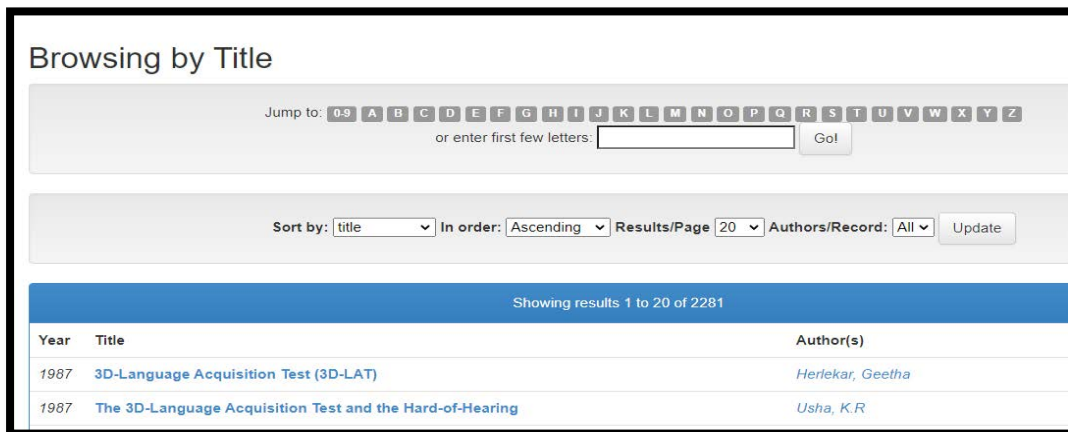 Browsing by Title
Jump to: 0-9 A B C D E F G H I J K L M N O P Q R S T U V W X Y Z
or enter first few letters: Go!
Sort by: title In order: Ascending Results/Page 20 Authors/Record: All Update
Showing results 1 to 20 of 2281
Year Title Author(s)
1987 3D-Language Acquisition Test (3D-LAT) Herlekar, Geetha
1987 The 3D-Language Acquisition Test and the Hard-of-Hearing Usha, K.R